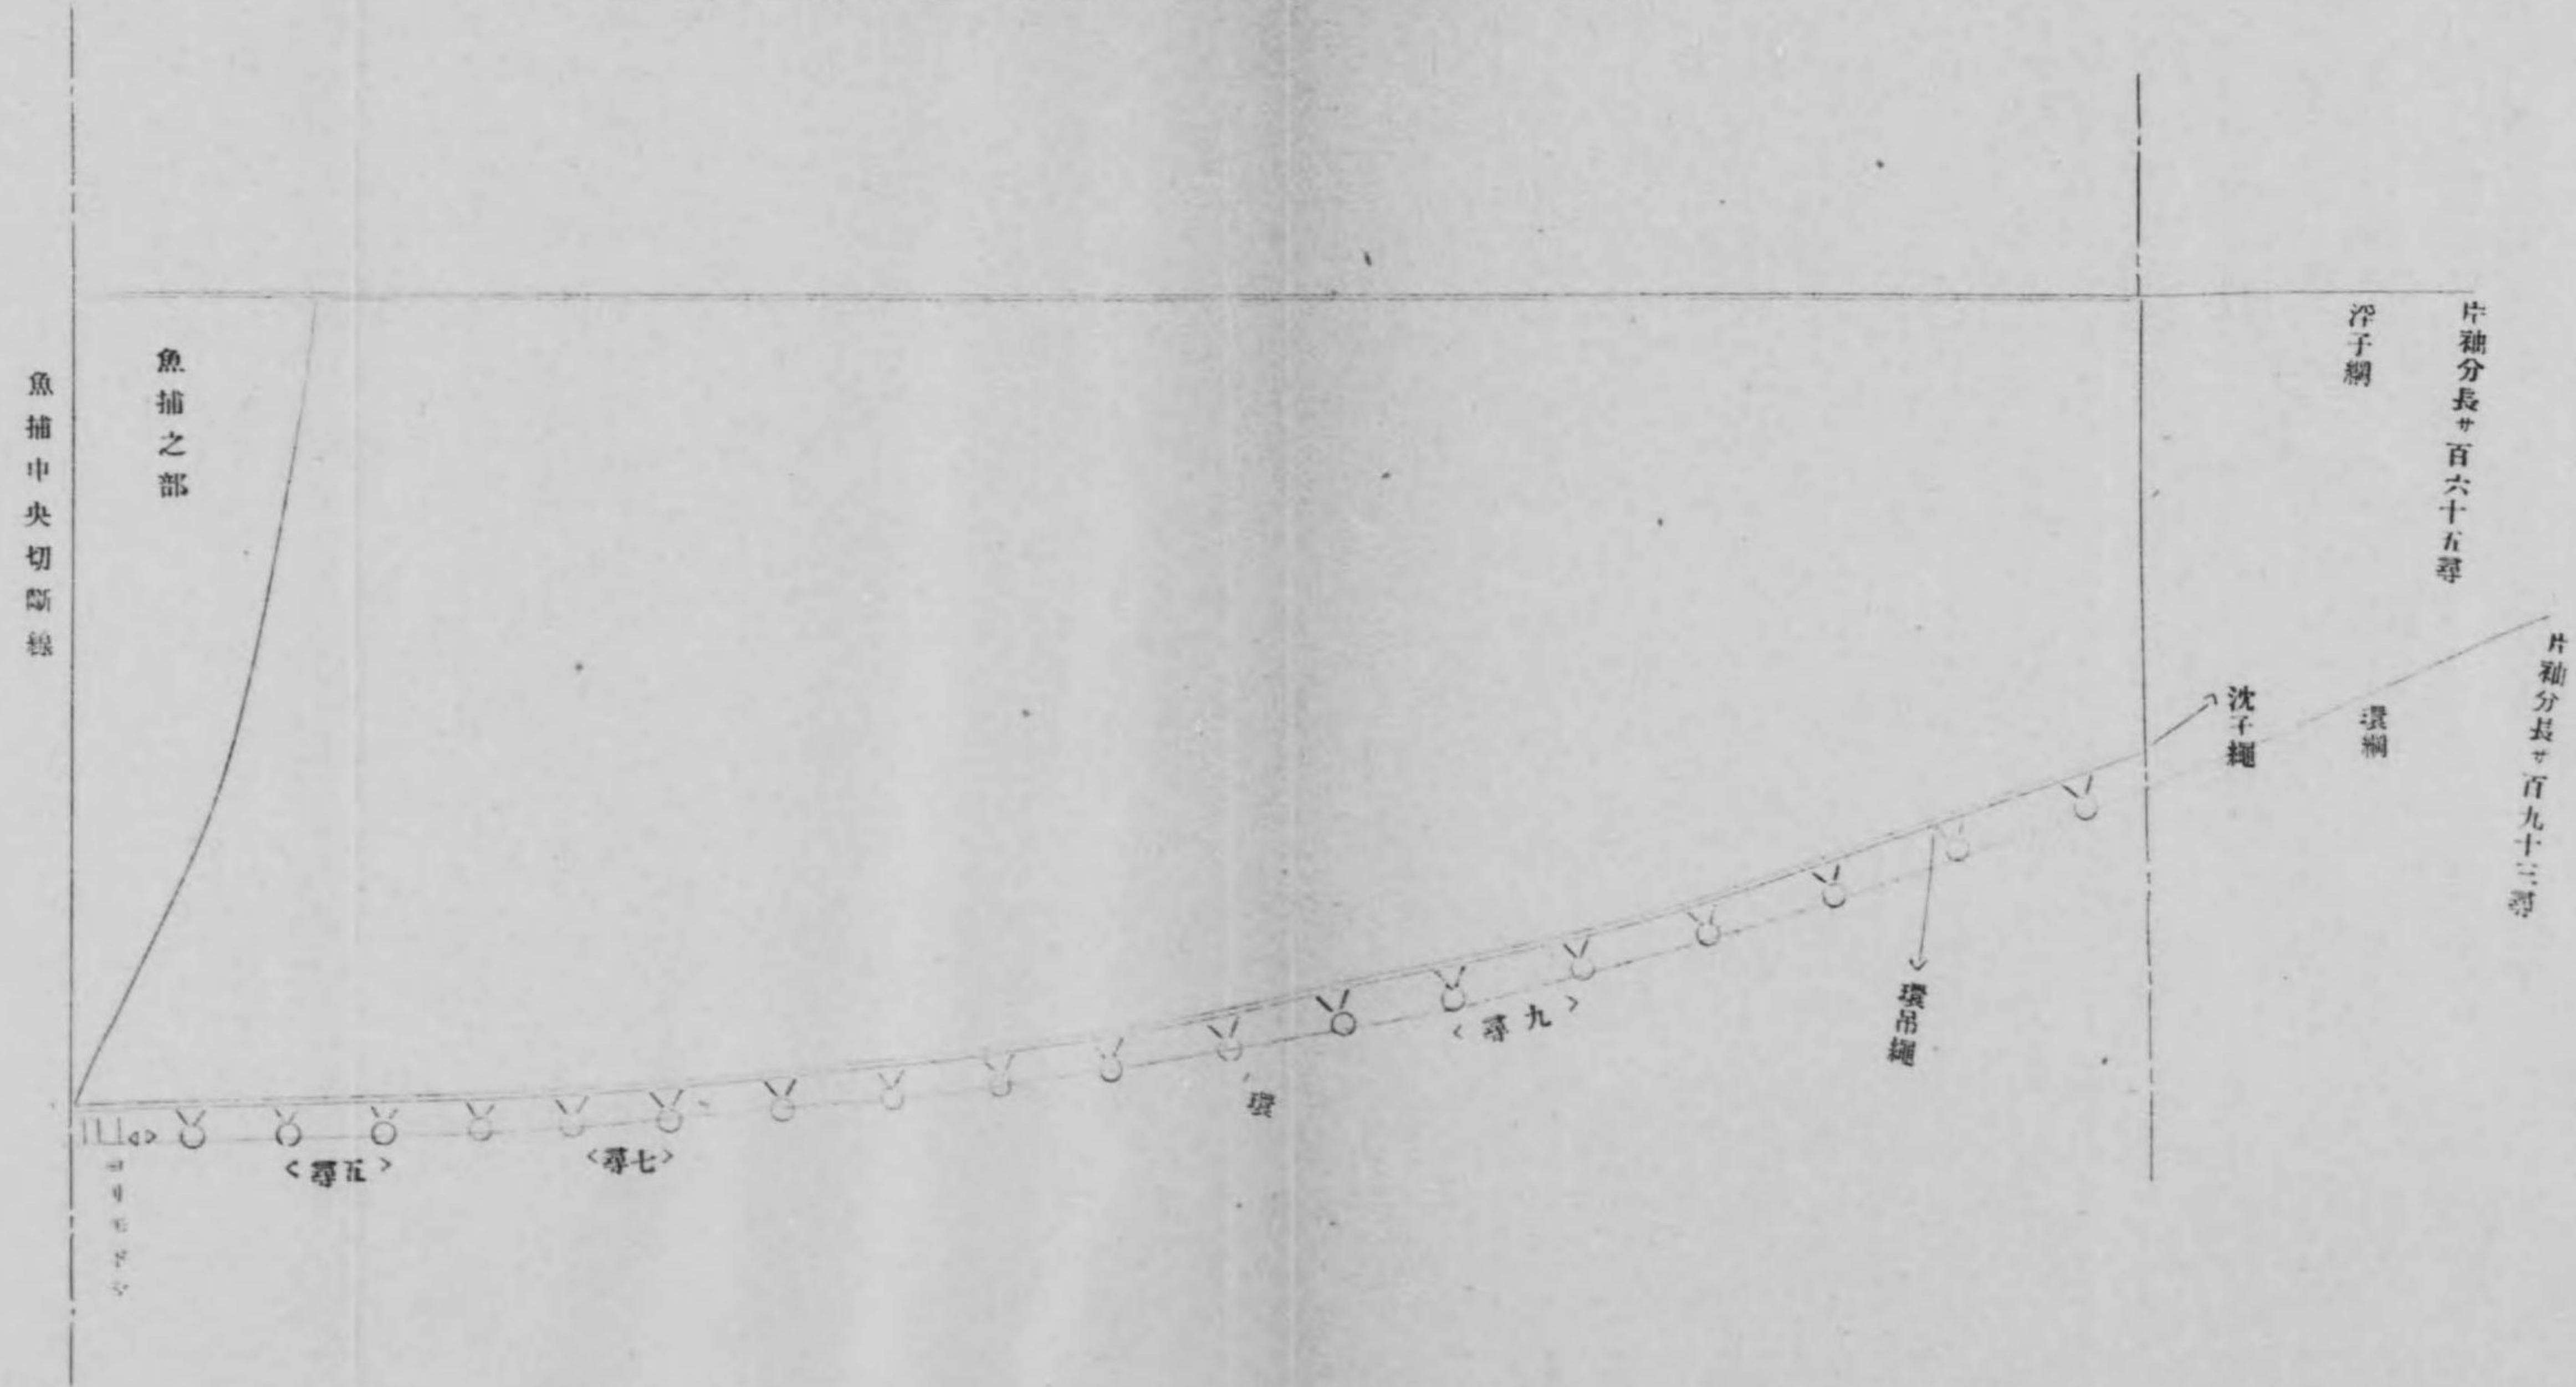 片袖分長サ百六十五尋
浮子綱
片袖分長サ百九十三尋
環綱
沈子繩
環吊繩
九尋
環
七尋
五尋
魚捕之部
魚捕中央切斷線